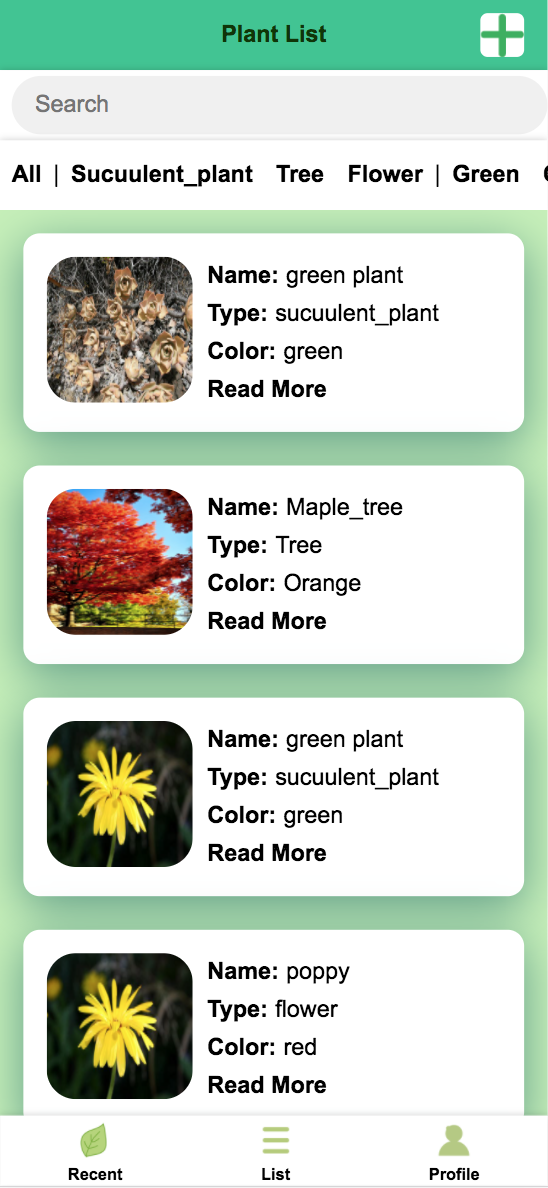 Plant List
Search
All | Sucuulent_plant Tree Flower | Green
Name: green plant
Type: sucuulent_plant
Color: green
Read More
Name: Maple_tree
Type: Tree
Color: Orange
Read More
Name: green plant
Type: sucuulent_plant
Color: green
Read More
Name: poppy
Type: flower
Color: red
Read More
Recent List Profile